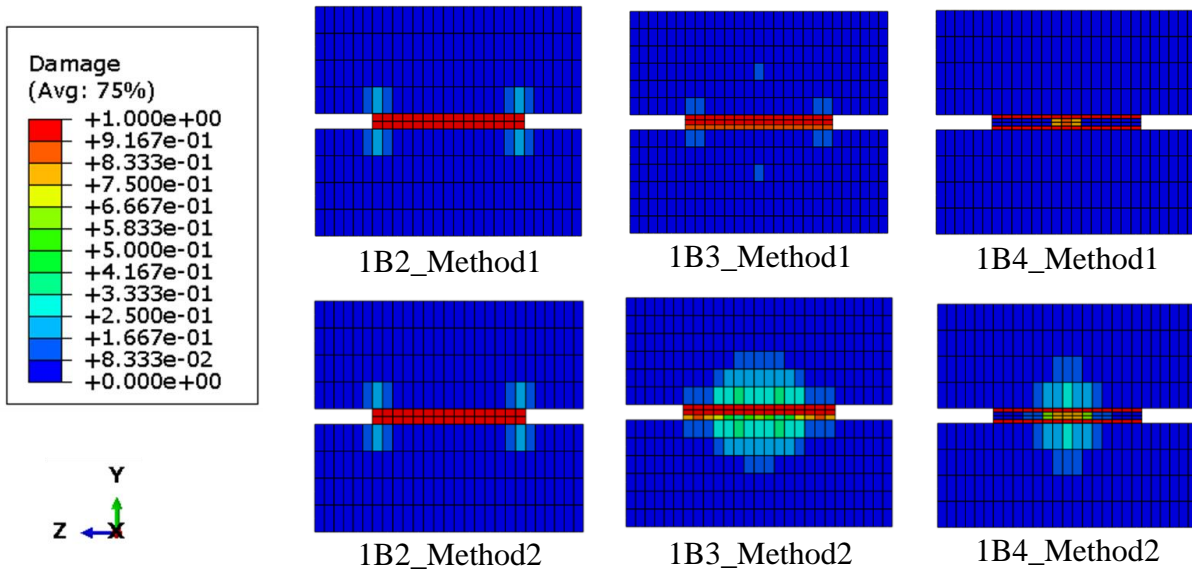 Damage
(Avg: 75%)
+1.000e+00
+9.167e-01
+8.333e-01
+7.500e-01
+6.667e-01
+5.833e-01
+5.000e-01
+4.167e-01
+3.333e-01
+2.500e-01
+1.667e-01
+8.333e-02
+0.000e+00
1B2_Method1
1B3_Method1
1B4_Method1
Y
Z X
1B2_Method2
1B3_Method2
1B4_Method2